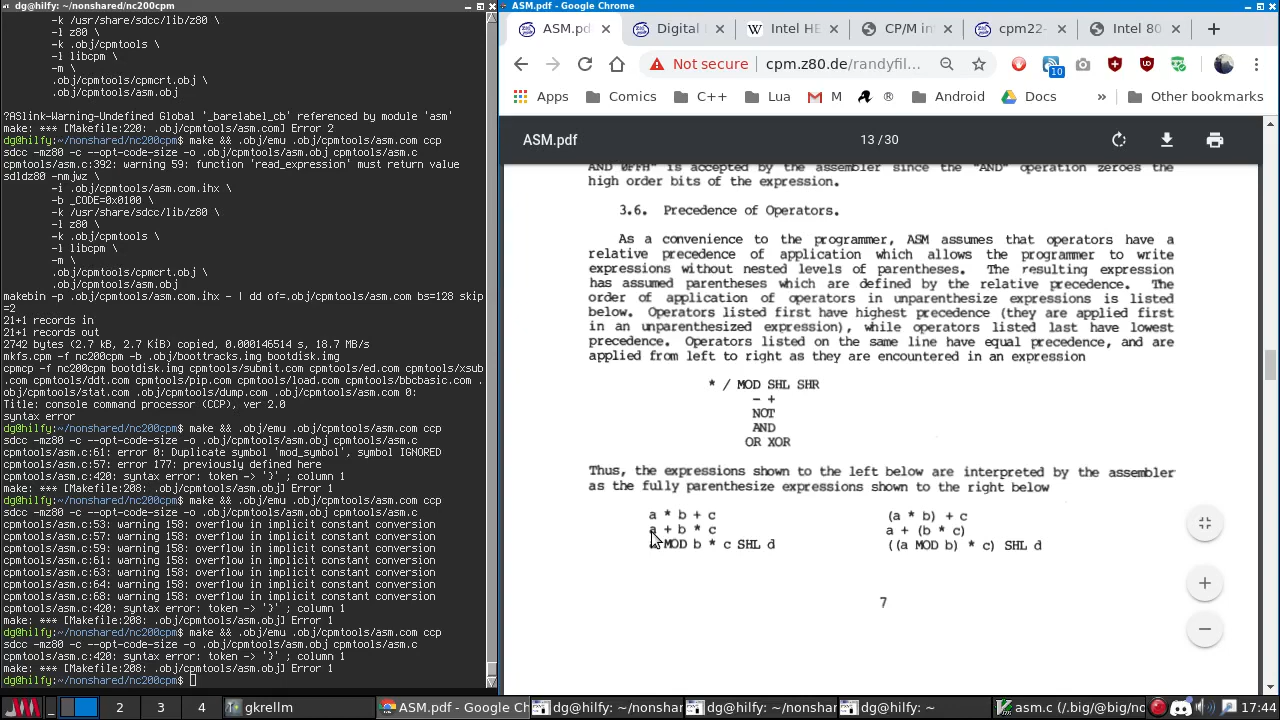 dg@hilfy: ~/nonshared/nc200cpm
-k /usr/share/sdcc/lib/z80 \
-l z80 \
-k .obj/cpmtools \
-l libcpm \
-m \
.obj/cpmtools/cpmcrt.obj \
.obj/cpmtools/asm.obj
?ASlink-Warning-Undefined Global '_barelabel_cb' referenced by module 'asm'
make: *** [Makefile:220: .obj/cpmtools/asm.com] Error 2
dg@hilfy:~/nonshared/nc200cpm$ make && .obj/emu .obj/cpmtools/asm.com ccp
sdcc -mz80 -c --opt-code-size -o .obj/cpmtools/asm.obj cpmtools/asm.c
cpmtools/asm.c:392: warning 59: function 'read_expression' must return value
sdldz80 -nmjwz \
-i .obj/cpmtools/asm.com.ihx \
-b _CODE=0x0100 \
-k /usr/share/sdcc/lib/z80 \
-l z80 \
-k .obj/cpmtools \
-l libcpm \
-m \
.obj/cpmtools/cpmcrt.obj \
.obj/cpmtools/asm.obj
makebin -p .obj/cpmtools/asm.com.ihx - | dd of=.obj/cpmtools/asm.com bs=128 skip
=2
21+1 records in
21+1 records out
2742 bytes (2.7 kB, 2.7 KiB) copied, 0.000146514 s, 18.7 MB/s
mkfs.cpm -f nc200cpm -b .obj/boottracks.img bootdisk.img
cpmcp -f nc200cpm bootdisk.img cpmtools/submit.com cpmtools/ed.com cpmtools/xsub
.com cpmtools/ddt.com cpmtools/pip.com cpmtools/load.com cpmtools/bbcbasic.com .
obj/cpmtools/stat.com .obj/cpmtools/dump.com .obj/cpmtools/asm.com 0:
Title: console command processor (CCP), ver 2.0
syntax error
dg@hilfy:~/nonshared/nc200cpm$ make && .obj/emu .obj/cpmtools/asm.com ccp
sdcc -mz80 -c --opt-code-size -o .obj/cpmtools/asm.obj cpmtools/asm.c
cpmtools/asm.c:61: error 0: Duplicate symbol 'mod_symbol', symbol IGNORED
cpmtools/asm.c:57: error 177: previously defined here
cpmtools/asm.c:420: syntax error: token -> '}' ; column 1
make: *** [Makefile:208: .obj/cpmtools/asm.obj] Error 1
dg@hilfy:~/nonshared/nc200cpm$ make && .obj/emu .obj/cpmtools/asm.com ccp
sdcc -mz80 -c --opt-code-size -o .obj/cpmtools/asm.obj cpmtools/asm.c
cpmtools/asm.c:53: warning 158: overflow in implicit constant conversion
cpmtools/asm.c:57: warning 158: overflow in implicit constant conversion
cpmtools/asm.c:59: warning 158: overflow in implicit constant conversion
cpmtools/asm.c:61: warning 158: overflow in implicit constant conversion
cpmtools/asm.c:63: warning 158: overflow in implicit constant conversion
cpmtools/asm.c:64: warning 158: overflow in implicit constant conversion
cpmtools/asm.c:68: warning 158: overflow in implicit constant conversion
cpmtools/asm.c:420: syntax error: token -> '}' ; column 1
make: *** [Makefile:208: .obj/cpmtools/asm.obj] Error 1
dg@hilfy:~/nonshared/nc200cpm$ make && .obj/emu .obj/cpmtools/asm.com ccp
sdcc -mz80 -c --opt-code-size -o .obj/cpmtools/asm.obj cpmtools/asm.c
cpmtools/asm.c:420: syntax error: token -> '}' ; column 1
make: *** [Makefile:208: .obj/cpmtools/asm.obj] Error 1
dg@hilfy:~/nonshared/nc200cpm$
ASM.pdf - Google Chrome
ASM.pdf Digital Intel HE CP/M in cpm22- Intel 80
Not secure cpm.z80.de/randyfil... 10
Apps Comics C++ Lua M ® Android Docs » Other bookmarks
ASM.pdf 13 / 30
AND 0FFH" is accepted by the assembler since the "AND" operation zeroes the
high order bits of the expression.
3.6. Precedence of Operators.
As a convenience to the programmer, ASM assumes that operators have a
relative precedence of application which allows the programmer to write
expressions without nested levels of parentheses. The resulting expression
has assumed parentheses which are defined by the relative precedence. The
order of application of operators in unparenthesize expressions is listed
below. Operators listed first have highest precedence (they are applied first
in an unparenthesized expression), while operators listed last have lowest
precedence. Operators listed on the same line have equal precedence, and are
applied from left to right as they are encountered in an expression
* / MOD SHL SHR
- +
NOT
AND
OR XOR
Thus, the expressions shown to the left below are interpreted by the assembler
as the fully parenthesize expressions shown to the right below
a * b + c (a * b) + c
a + b * c a + (b * c)
MOD b * c SHL d ((a MOD b) * c) SHL d
7
2 3 4 gkrellm ASM.pdf - Google Ch dg@hilfy: ~/nonsha dg@hilfy: ~/nonsha dg@hilfy: ~ asm.c (~/.big/@big/no 17:44